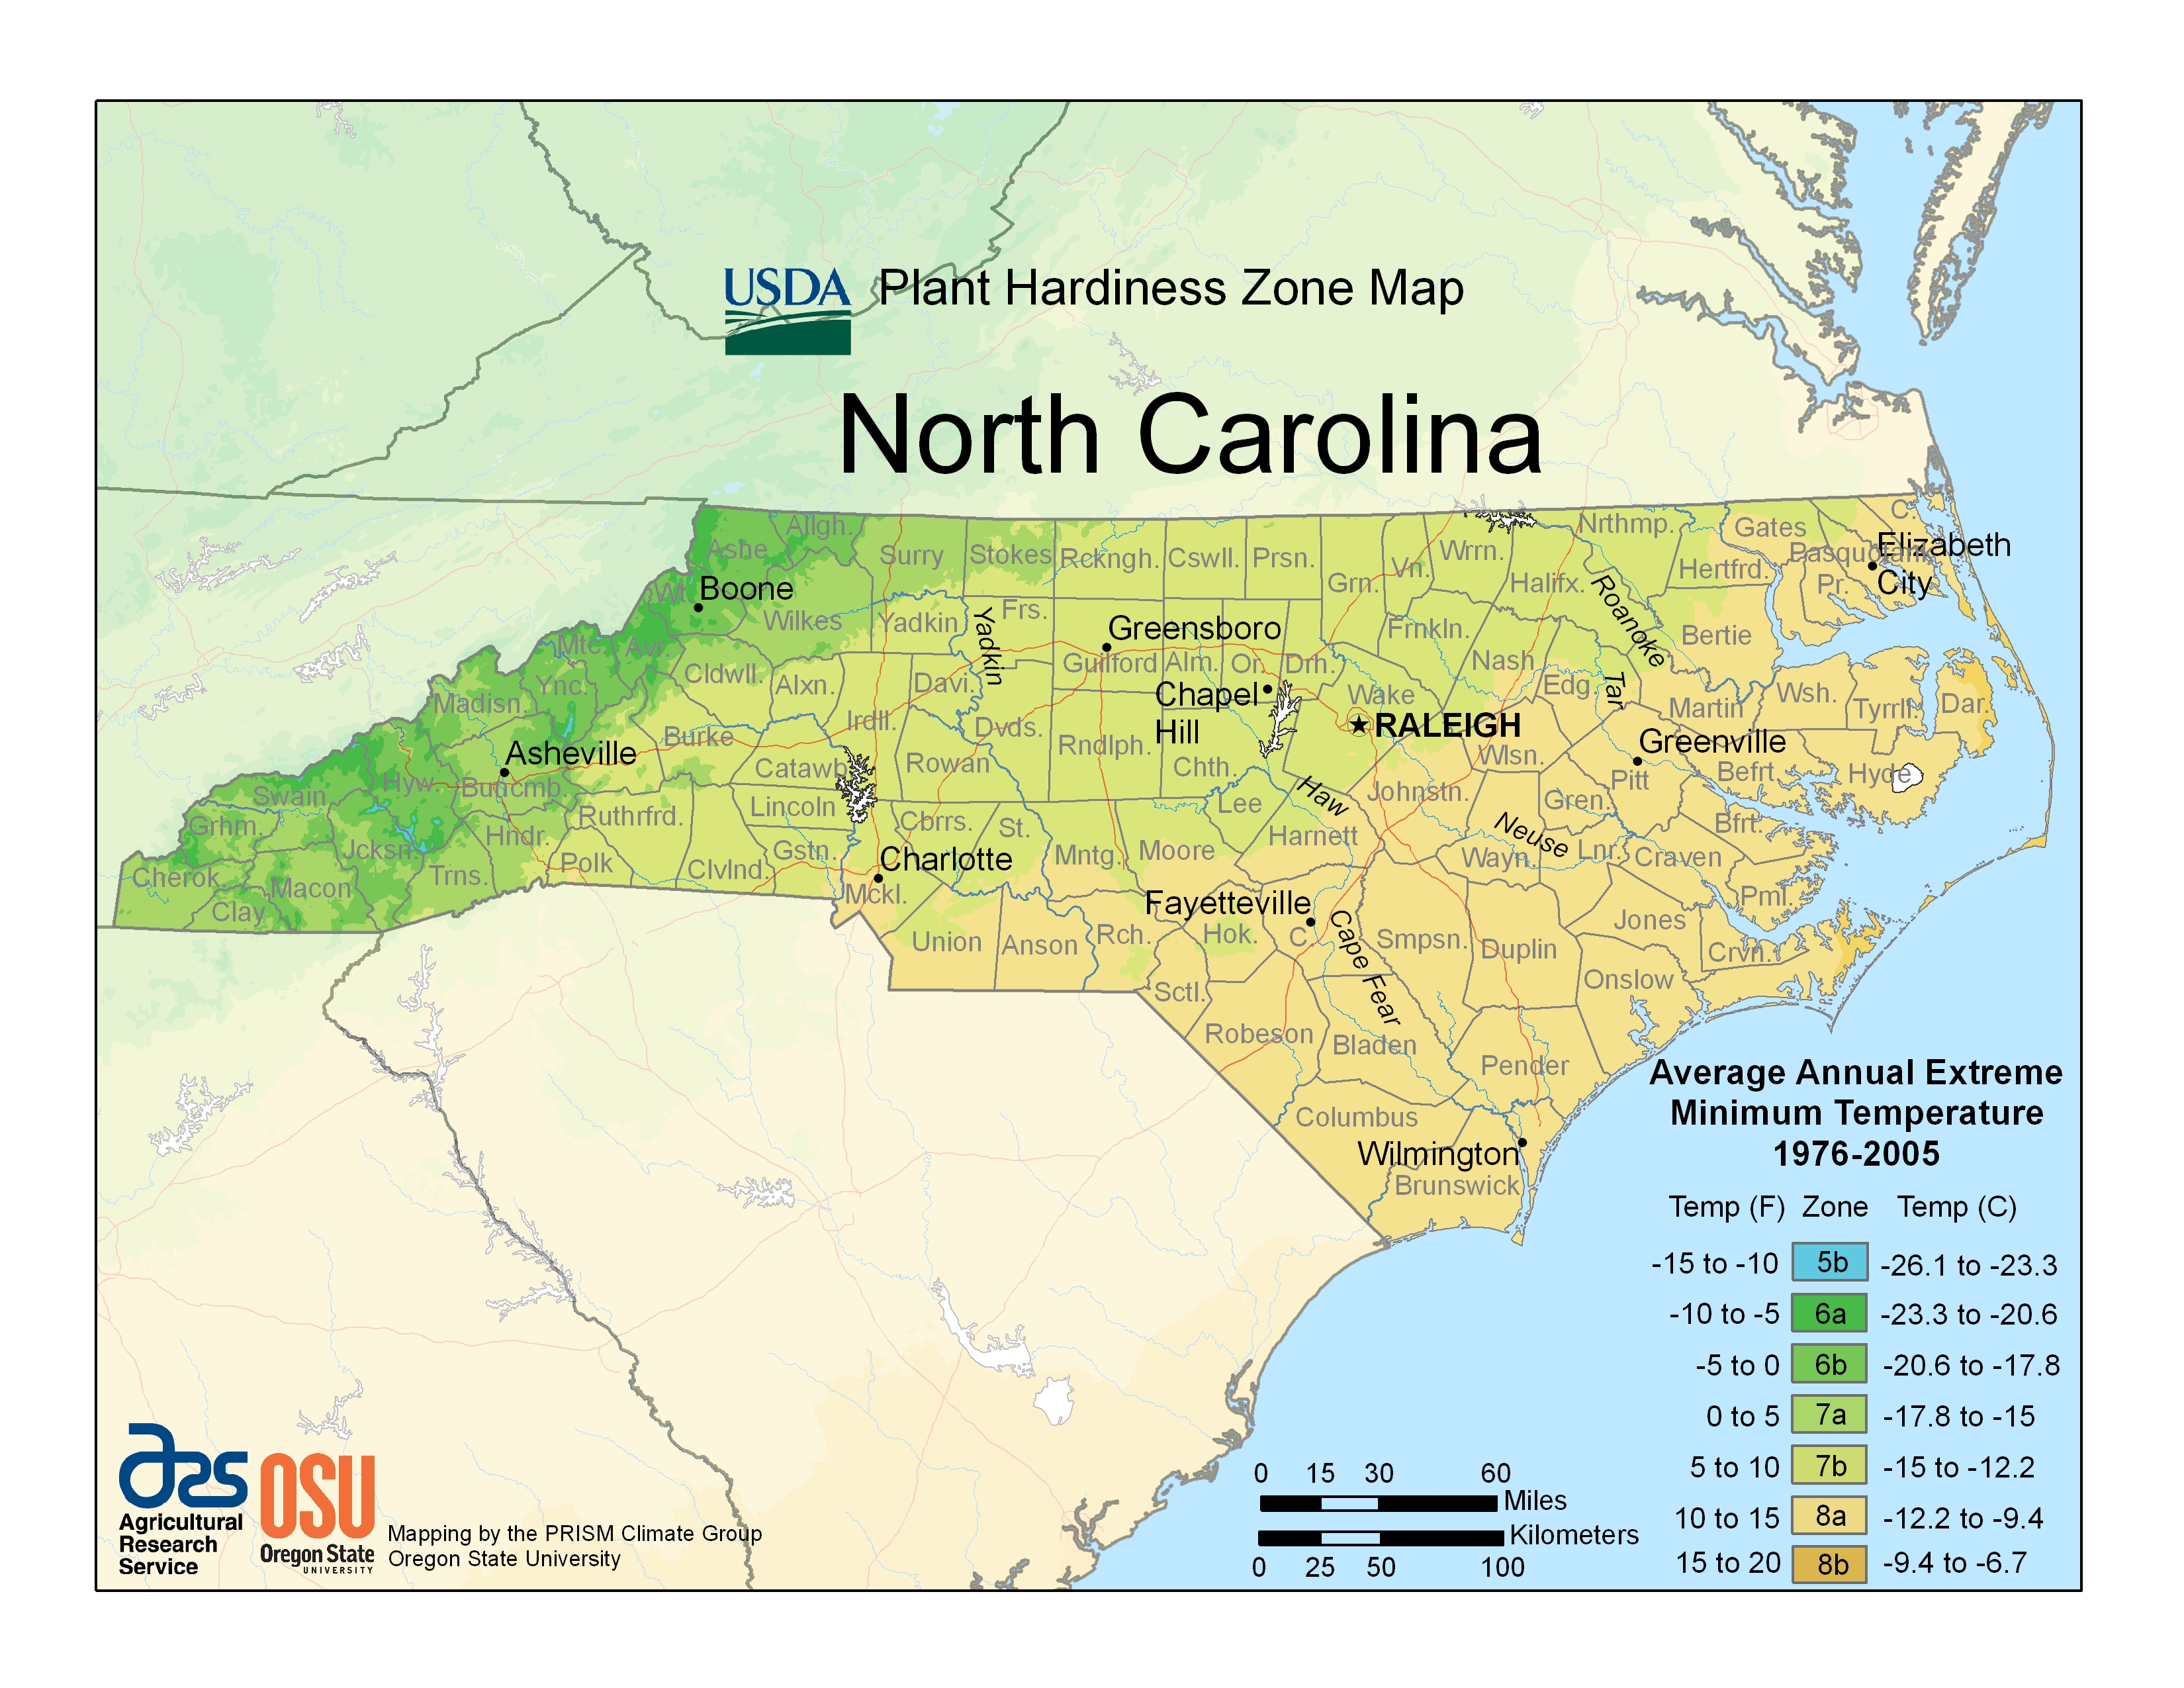 USDA Plant Hardiness Zone Map
North Carolina
Ashe
Allgh.
Surry
Stokes
Rckngh.
Cswll.
Prsn.
Grn.
Vn.
Wrrn.
Halifx.
Nrthmp.
Hertfrd.
Gates
C.
Pasquotank
Pr.
Elizabeth
City
Wt.
Boone
Wilkes
Yadkin
Yadkin
Frs.
Greensboro
Guilford
Alm.
Or.
Drh.
Frnkln.
Nash
Roanoke
Bertie
Mtc.
Av.
Cldwll.
Alxn.
Irdll.
Davi.
Dvds.
Rndlph.
Chapel
Hill
Chth.
Wake
RALEIGH
Edg.
Tar
Martin
Wsh.
Tyrrll.
Dar.
Madisn.
Ync.
Burke
Catawb
Rowan
Wlsn.
Greenville
Pitt
Befrt.
Hyde
Asheville
Swain
Hyw.
Buncmb.
Ruthrfrd.
Lincoln
Cbrrs.
St.
Lee
Haw
Johnstn.
Gren.
Bfrt.
Grhm.
Jcksn.
Hndr.
Polk
Clvlnd.
Gstn.
Charlotte
Mckl.
Mntg.
Moore
Harnett
Neuse
Wayn.
Lnr.
Craven
Pml.
Cherok.
Macon
Clay
Trns.
Union
Anson
Rch.
Fayetteville
Hok.
C.
Cape Fear
Smpsn.
Duplin
Jones
Crvn.
Onslow
Sctl.
Robeson
Bladen
Pender
Columbus
Wilmington
Brunswick
Average Annual Extreme
Minimum Temperature
1976-2005
Temp (F) Zone Temp (C)
-15 to -10 5b -26.1 to -23.3
-10 to -5 6a -23.3 to -20.6
-5 to 0 6b -20.6 to -17.8
0 to 5 7a -17.8 to -15
5 to 10 7b -15 to -12.2
10 to 15 8a -12.2 to -9.4
15 to 20 8b -9.4 to -6.7
0 15 30 60
Miles
Kilometers
0 25 50 100
ars
Agricultural
Research
Service
OSU
Oregon State
UNIVERSITY
Mapping by the PRISM Climate Group
Oregon State University